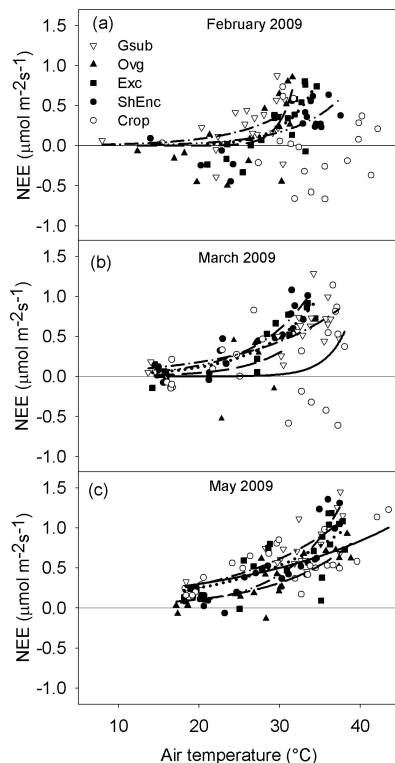 (a)
February 2009
Gsub
Ovg
Exc
ShEnc
Crop
NEE (μmol m-2s-1)
1.5
1.0
0.5
0.0
-0.5
-1.0
(b)
March 2009
NEE (μmol m-2s-1)
1.5
1.0
0.5
0.0
-0.5
-1.0
(c)
May 2009
NEE (μmol m-2s-1)
1.5
1.0
0.5
0.0
-0.5
-1.0
10 20 30 40
Air temperature (°C)